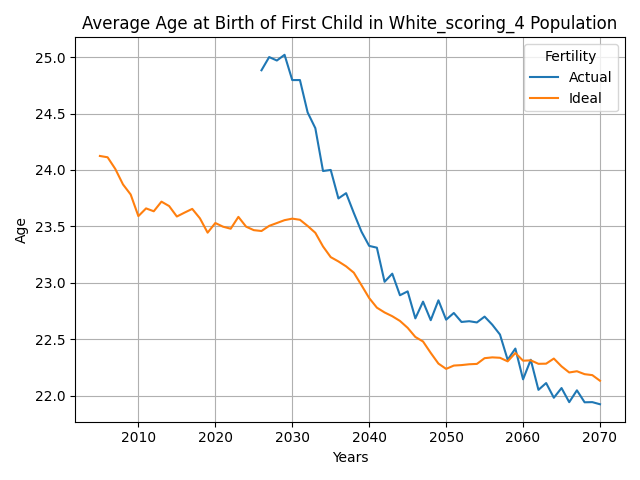 Average Age at Birth of First Child in White_scoring_4 Population
Fertility
Actual
Ideal
Age
25.0
24.5
24.0
23.5
23.0
22.5
22.0
2010 2020 2030 2040 2050 2060 2070
Years